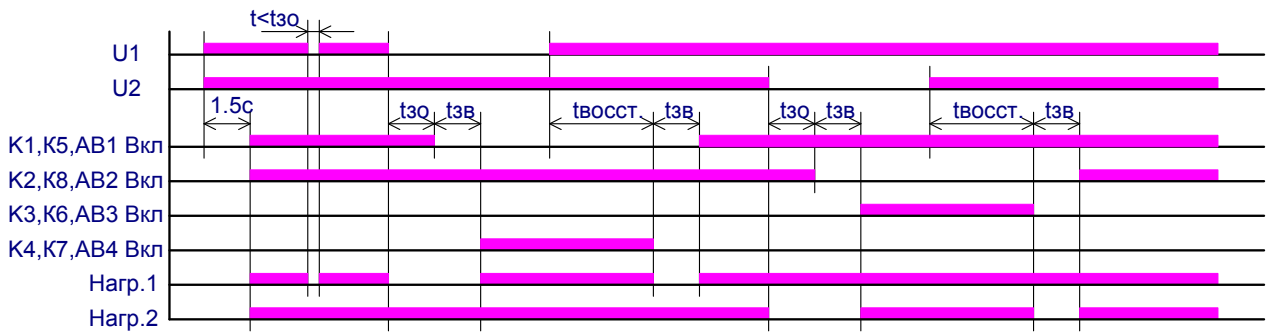 t<tзо
U1
U2
1.5с tзо tзв tвосст. tзв tзо tзв tвосст. tзв
К1,К5,АВ1 Вкл
К2,К8,АВ2 Вкл
К3,К6,АВ3 Вкл
К4,К7,АВ4 Вкл
Нагр.1
Нагр.2